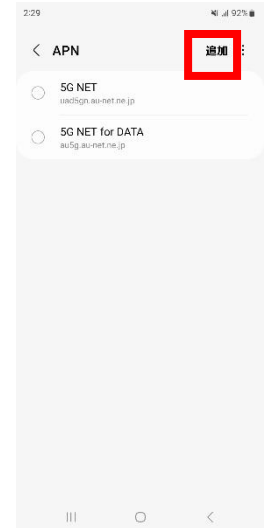 2:29
92%
APN
追加
5G NET
uad5gn.au-net.ne.jp
5G NET for DATA
au5g.au-net.ne.jp